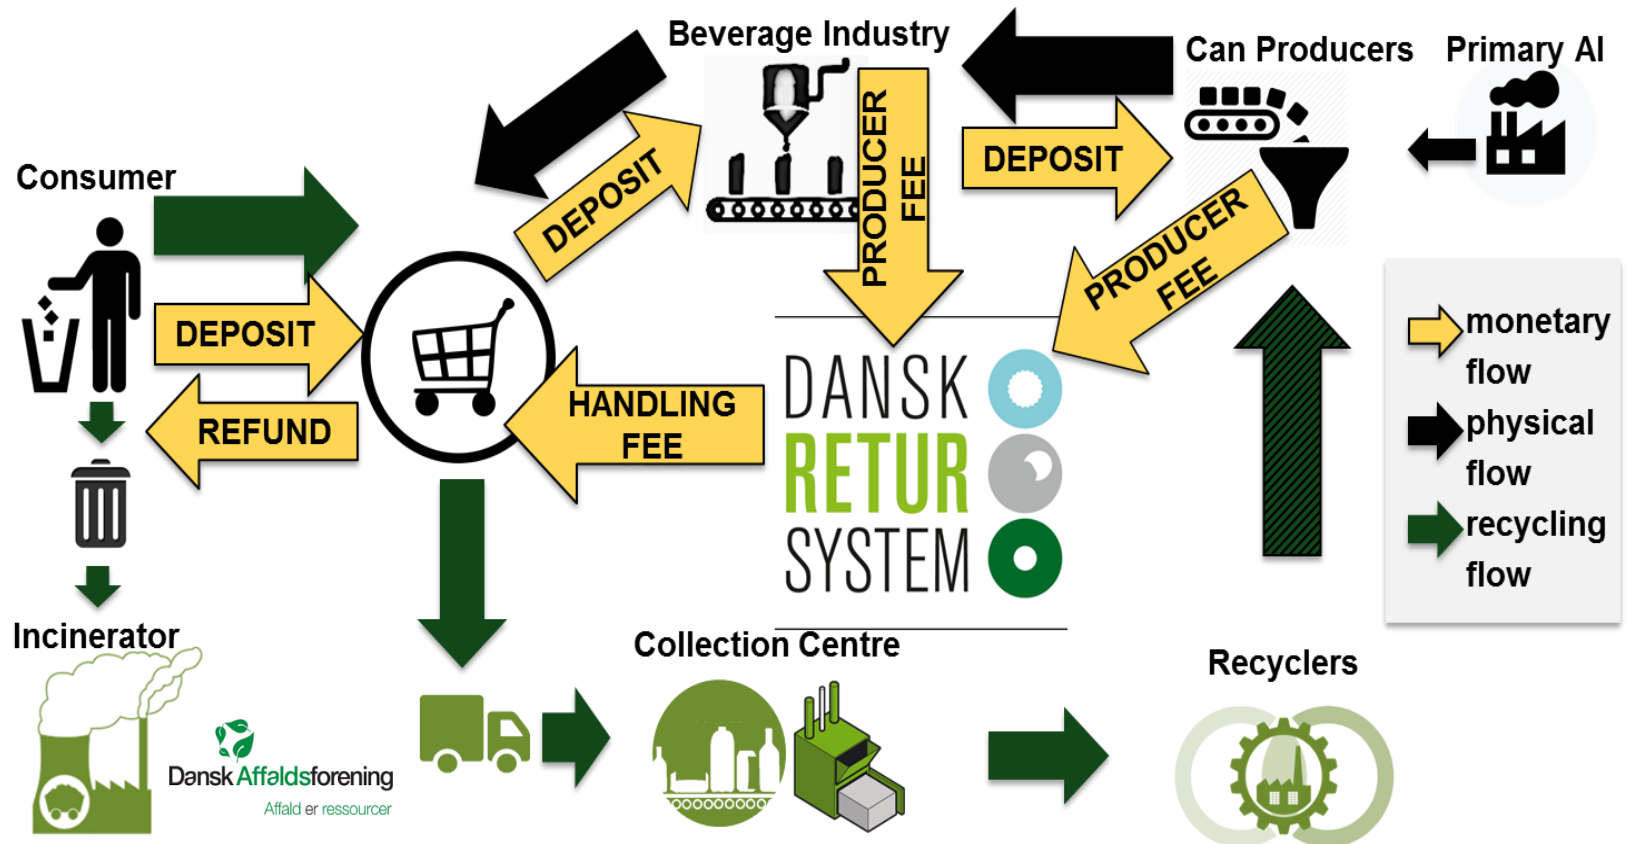 Beverage Industry
Can Producers
Primary Al
Consumer
DEPOSIT
PRODUCER
FEE
DEPOSIT
PRODUCER
FEE
DEPOSIT
REFUND
HANDLING
FEE
DANSK
RETUR
SYSTEM
monetary
flow
physical
flow
recycling
flow
Incinerator
Collection Centre
Recyclers
Dansk Affaldsforening
Affald er ressourcer